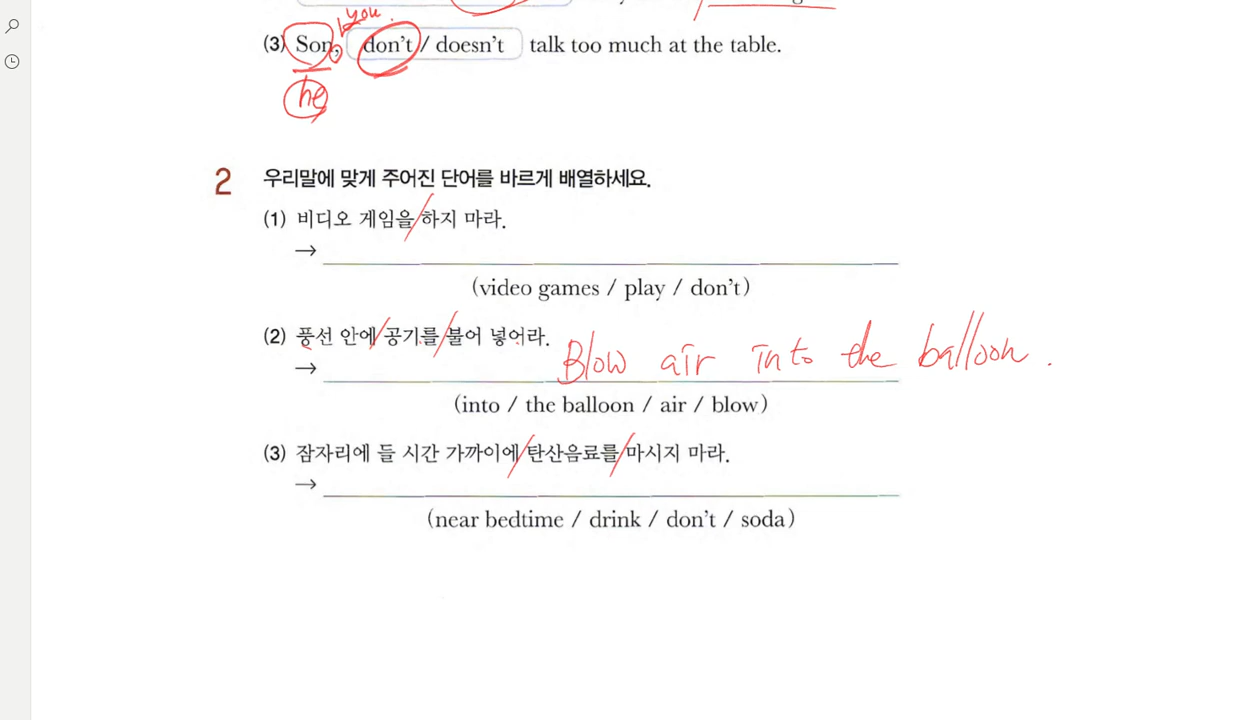 you.
(3) Son, don't / doesn't talk too much at the table.
he
2 우리말에 맞게 주어진 단어를 바르게 배열하세요.
(1) 비디오 게임을 / 하지 마라.
→
(video games / play / don't)
(2) 풍선 안에 / 공기를 / 불어 넣어라.
→ Blow air into the balloon.
(into / the balloon / air / blow)
(3) 잠자리에 들 시간 가까이에 / 탄산음료를 / 마시지 마라.
→
(near bedtime / drink / don't / soda)